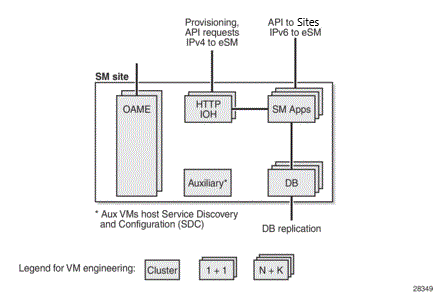 Provisioning,
API requests
IPv4 to eSM
API to Sites
IPv6 to eSM
SM site
OAME
HTTP
IOH
SM Apps
Auxiliary*
DB
* Aux VMs host Service Discovery
and Configuration (SDC)
DB replication
Legend for VM engineering:
Cluster
1 + 1
N + K
28349